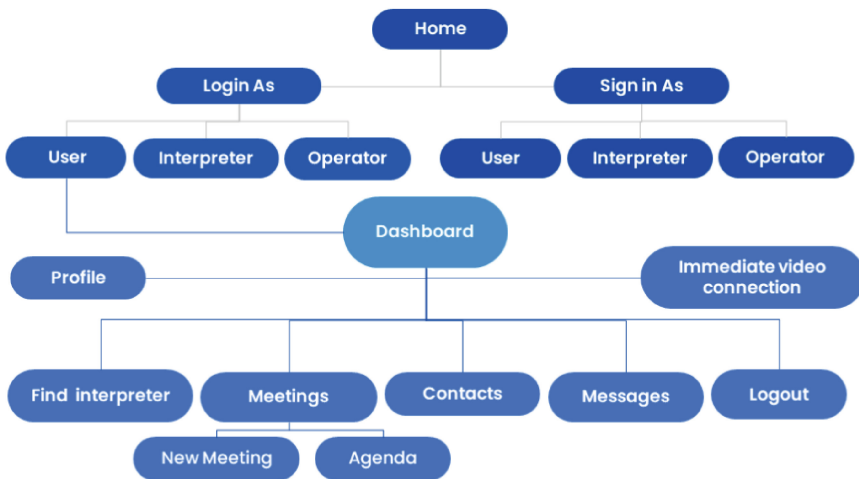 Home
Login As
Sign in As
User
Interpreter
Operator
User
Interpreter
Operator
Dashboard
Profile
Immediate video
connection
Find interpreter
Meetings
Contacts
Messages
Logout
New Meeting
Agenda